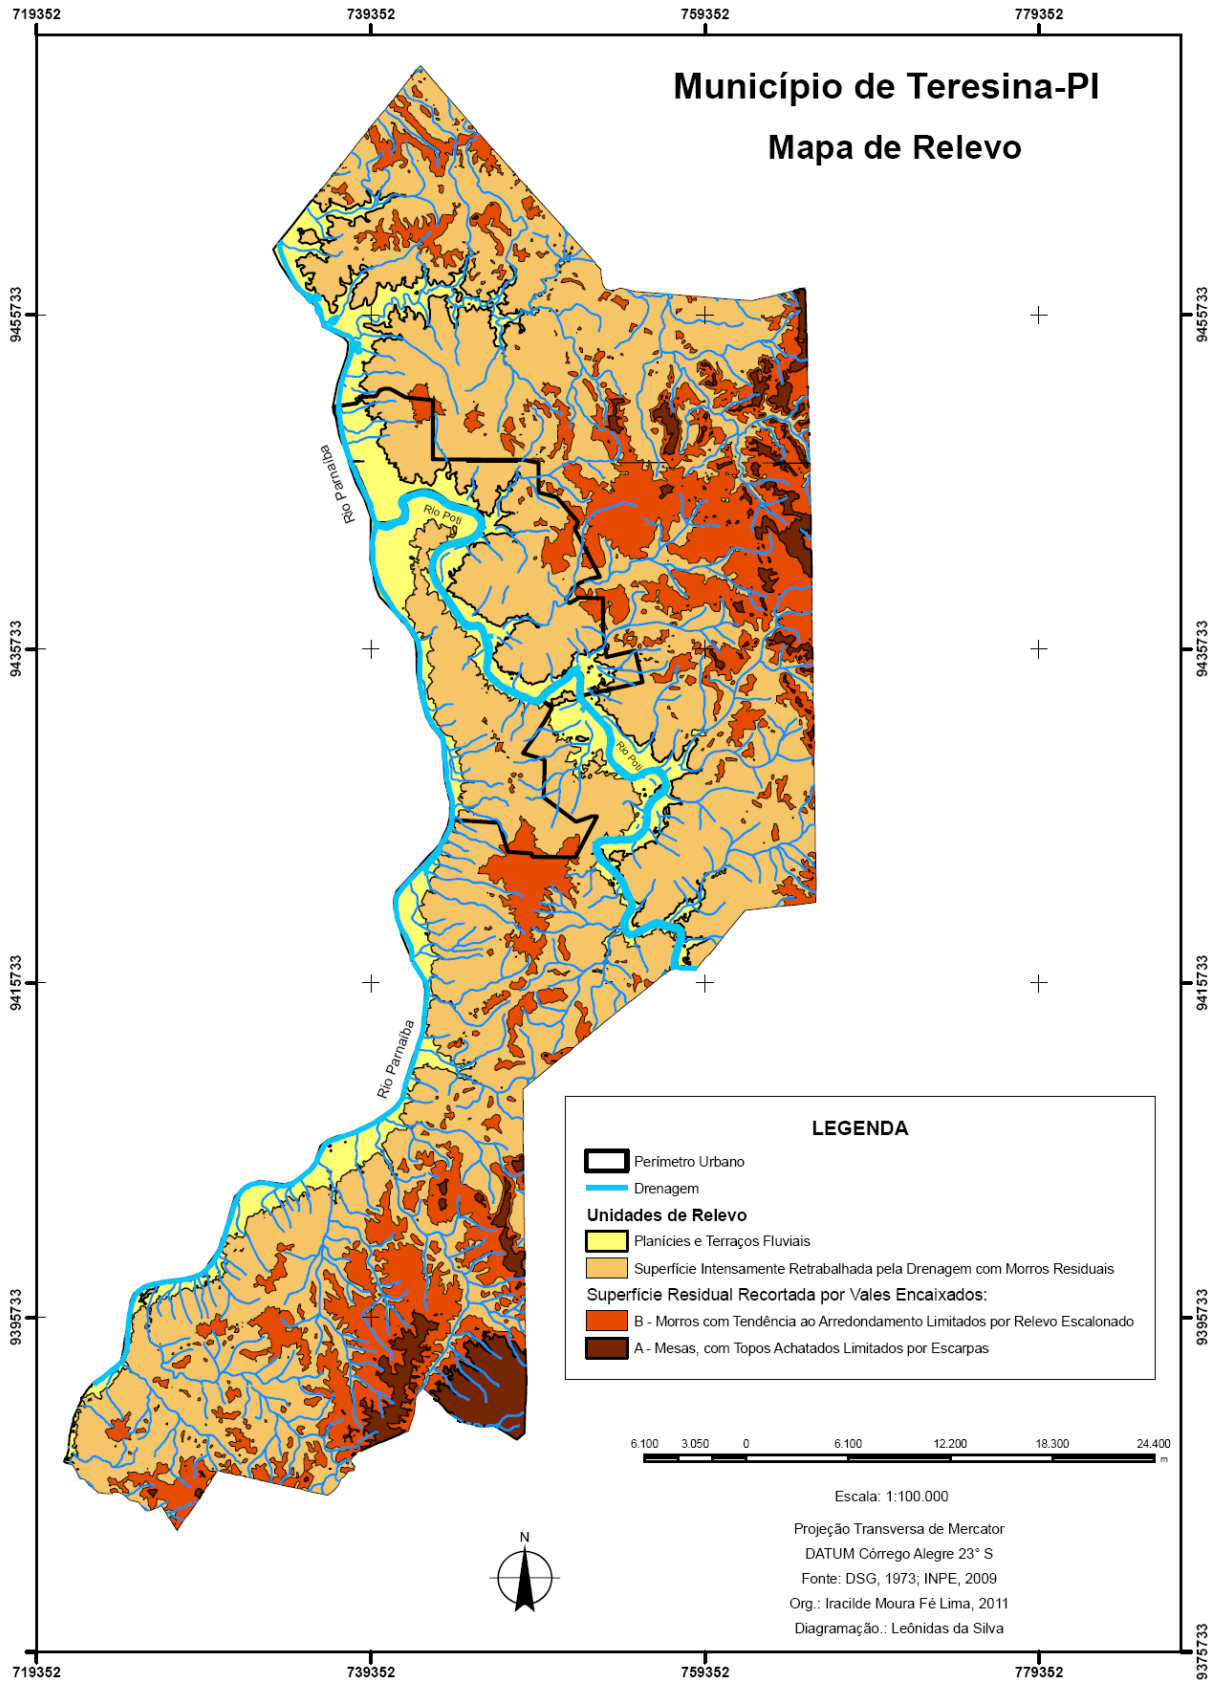 719352 739352 759352 779352
Município de Teresina-PI
Mapa de Relevo
9455733 9455733
Rio Parnaíba
Rio Poti
9435733 9435733
Rio Poti
9415733 9415733
Rio Parnaíba
LEGENDA
Perímetro Urbano
Drenagem
Unidades de Relevo
Planícies e Terraços Fluviais
Superfície Intensamente Retrabalhada pela Drenagem com Morros Residuais
Superfície Residual Recortada por Vales Encaixados:
B - Morros com Tendência ao Arredondamento Limitados por Relevo Escalonado
A - Mesas, com Topos Achatados Limitados por Escarpas
9395733 9395733
6.100 3.050 0 6.100 12.200 18.300 24.400
m
Escala: 1:100.000
Projeção Transversa de Mercator
DATUM Córrego Alegre 23° S
Fonte: DSG, 1973; INPE, 2009
Org.: Iracilde Moura Fé Lima, 2011
Diagramação.: Leônidas da Silva
N
9375733
719352 739352 759352 779352